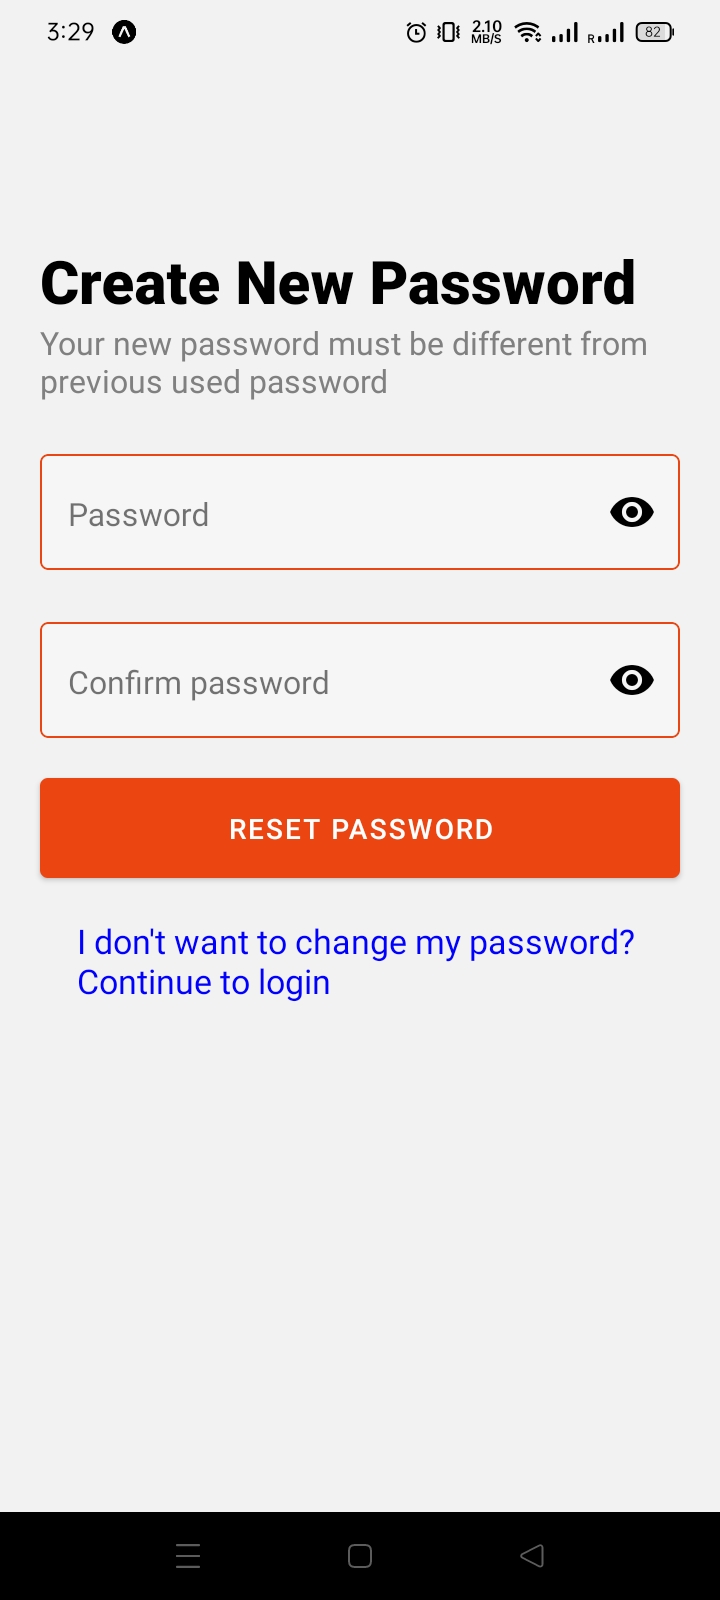 3:29
2.10
MB/S
R
82
Create New Password
Your new password must be different from
previous used password
Password
Confirm password
RESET PASSWORD
I don't want to change my password?
Continue to login